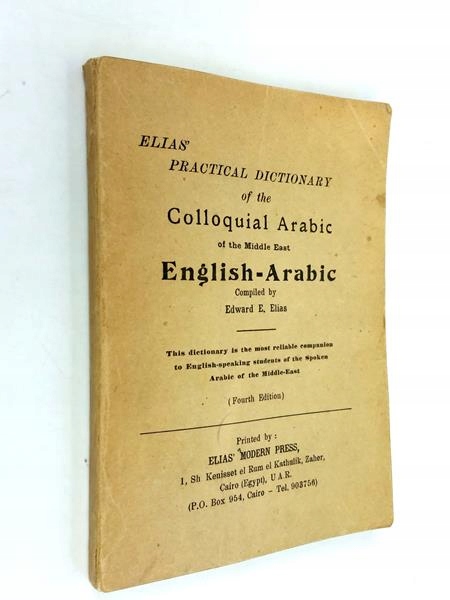 ELIAS'
PRACTICAL DICTIONARY
of the
Colloquial Arabic
of the Middle East
English-Arabic
Compiled by
Edward E. Elias
This dictionary is the most reliable companion
to English-speaking students of the Spoken
Arabic of the Middle-East
(Fourth Edition)
Printed by :
ELIAS' MODERN PRESS,
1, Sh Kenisset el Rum el Kathulik, Zaher,
Cairo (Egypt), U A R.
(P.O. Box 954, Cairo - Tel. 903756)